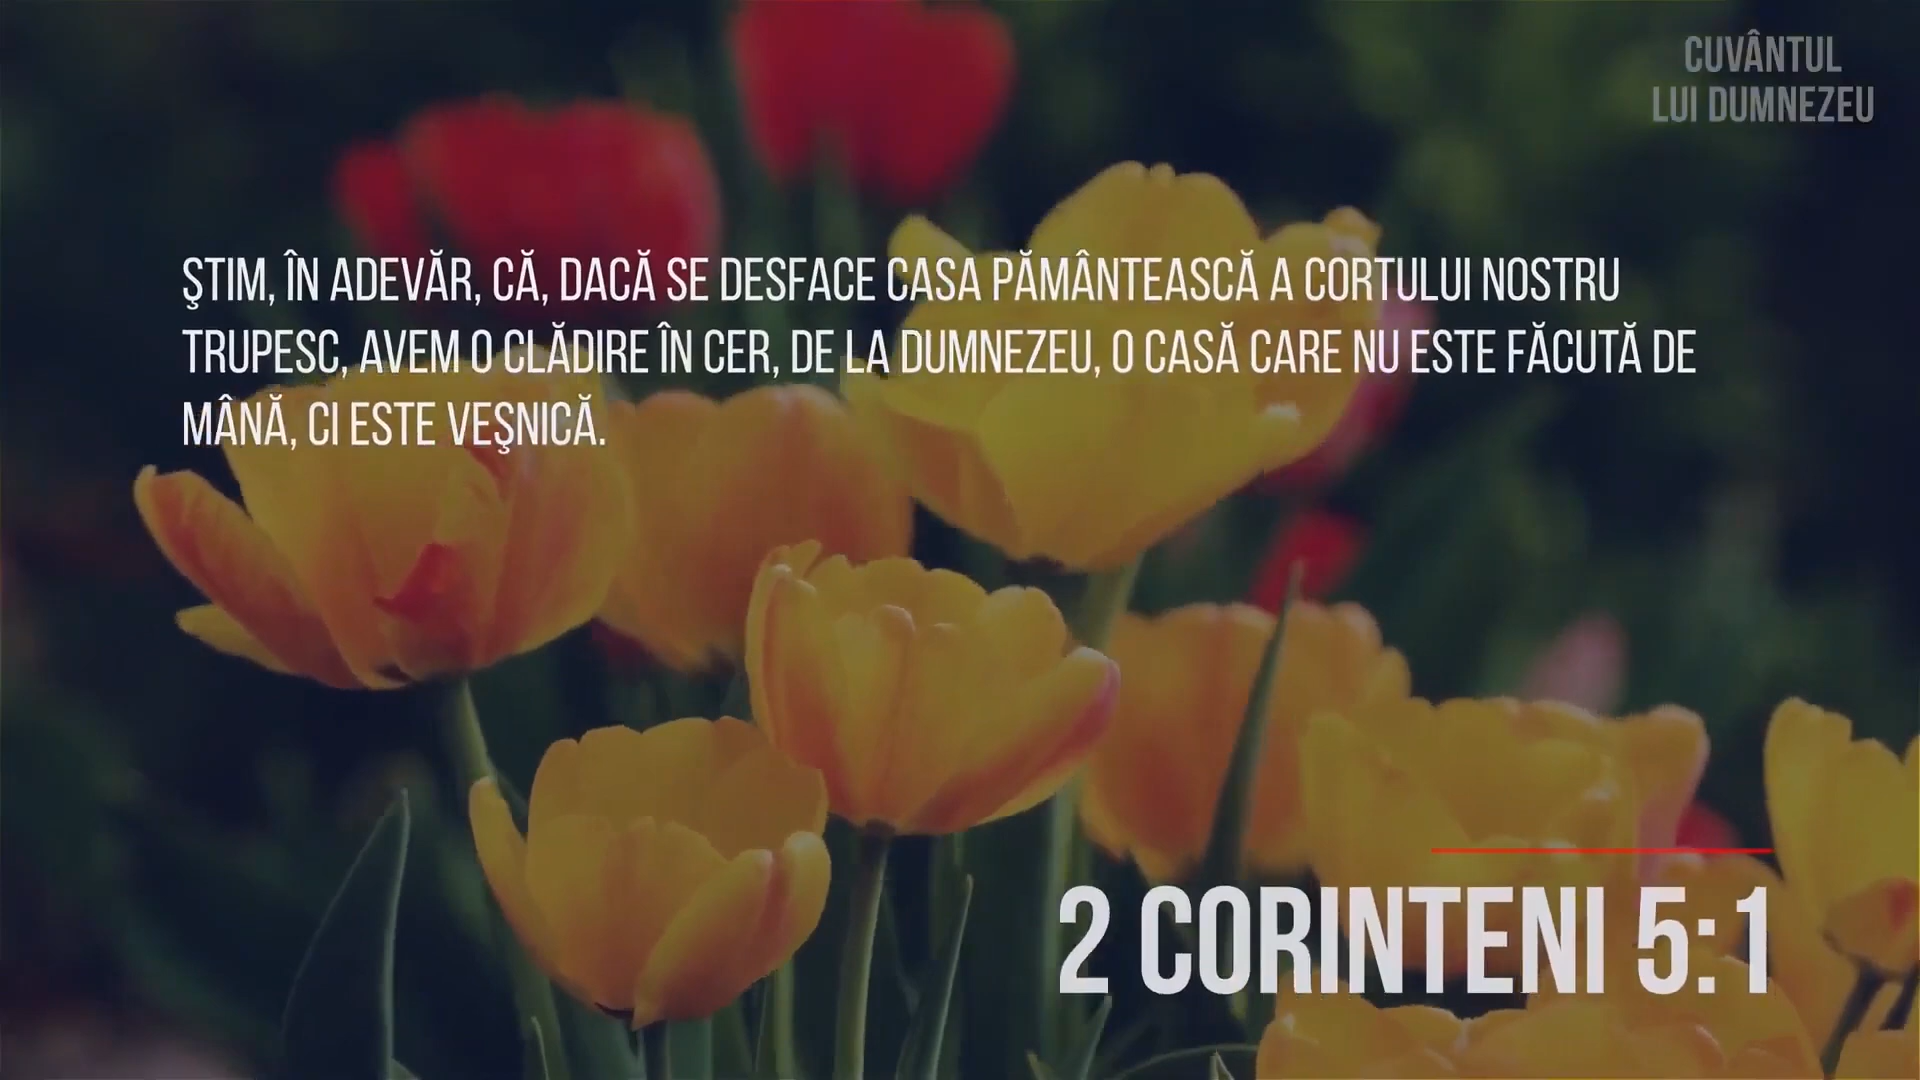 CUVÂNTUL
LUI DUMNEZEU
ŞTIM, ÎN ADEVĂR, CĂ, DACĂ SE DESFACE CASA PĂMÂNTEASCĂ A CORTULUI NOSTRU
TRUPESC, AVEM O CLĂDIRE ÎN CER, DE LA DUMNEZEU, O CASĂ CARE NU ESTE FĂCUTĂ DE
MÂNĂ, CI ESTE VEŞNICĂ.
2 CORINTENI 5:1